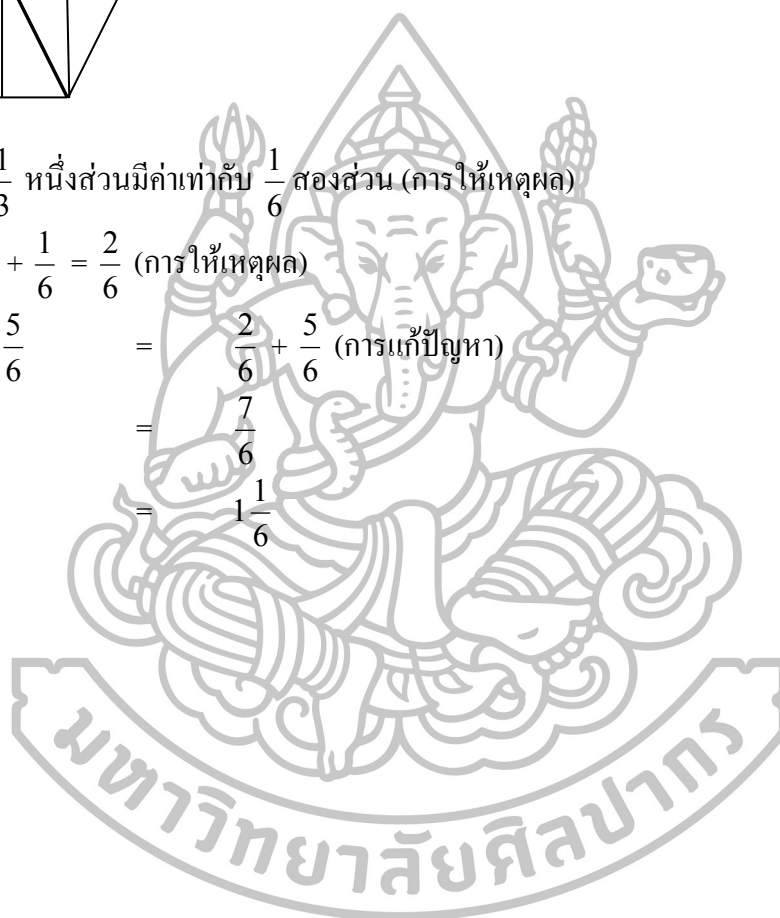 1/3 หนึ่งส่วนมีค่าเท่ากับ 1/6 สองส่วน (การให้เหตุผล)
+ 1/6 = 2/6 (การให้เหตุผล)
5/6 = 2/6 + 5/6 (การแก้ปัญหา)
= 7/6
= 1 1/6
มหาวิทยาลัยศิลปากร